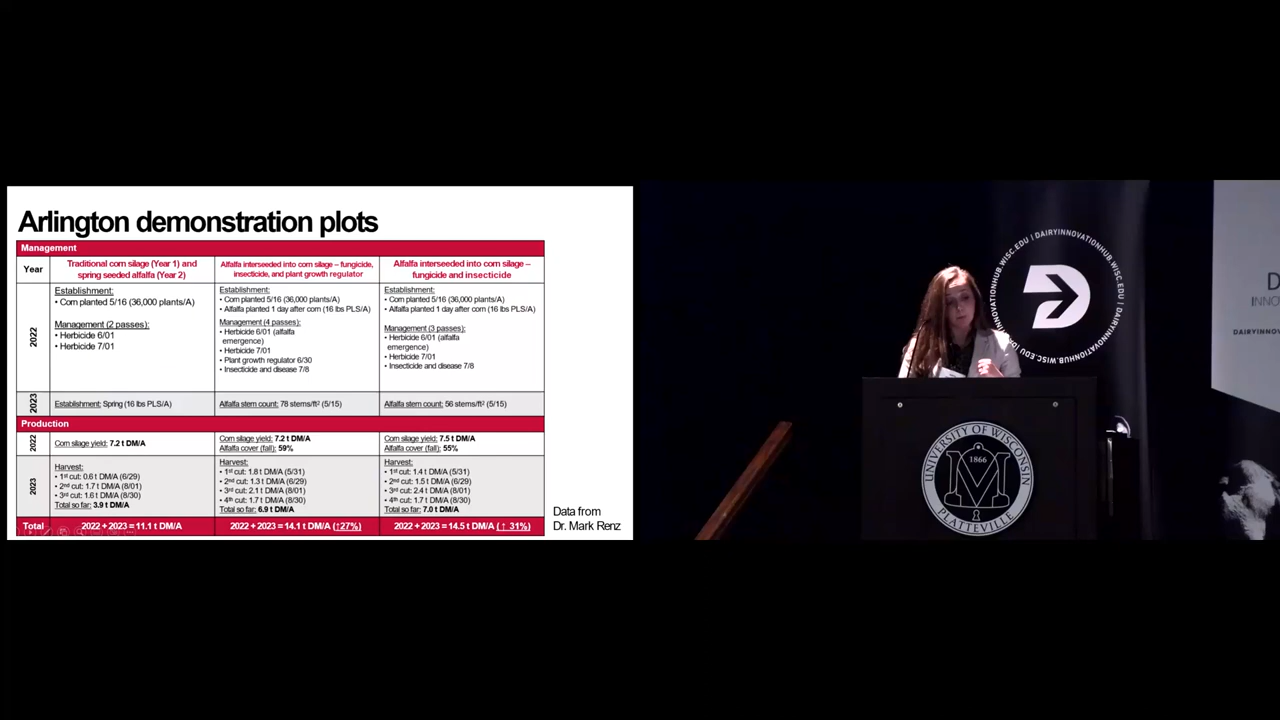 Arlington demonstration plots
Management
Year
Traditional corn silage (Year 1) and
spring seeded alfalfa (Year 2)
Alfalfa interseeded into corn silage – fungicide,
insecticide, and plant growth regulator
Alfalfa interseeded into corn silage –
fungicide and insecticide
2022
Establishment:
• Corn planted 5/16 (36,000 plants/A)
Management (2 passes):
• Herbicide 6/01
• Herbicide 7/01
Establishment:
• Corn planted 5/16 (36,000 plants/A)
• Alfalfa planted 1 day after corn (16 lbs PLS/A)
Management (4 passes):
• Herbicide 6/01 (alfalfa
emergence)
• Herbicide 7/01
• Plant growth regulator 6/30
• Insecticide and disease 7/8
Establishment:
• Corn planted 5/16 (36,000 plants/A)
• Alfalfa planted 1 day after corn (16 lbs PLS/A)
Management (3 passes):
• Herbicide 6/01 (alfalfa
emergence)
• Herbicide 7/01
• Insecticide and disease 7/8
2023
Establishment: Spring (16 lbs PLS/A)
Alfalfa stem count: 78 stems/ft² (5/15)
Alfalfa stem count: 56 stems/ft² (5/15)
Production
2022
Corn silage yield: 7.2 t DM/A
Corn silage yield: 7.2 t DM/A
Alfalfa cover (fall): 59%
Corn silage yield: 7.5 t DM/A
Alfalfa cover (fall): 55%
2023
Harvest:
• 1st cut: 0.6 t DM/A (6/29)
• 2nd cut: 1.7 t DM/A (8/01)
• 3rd cut: 1.6 t DM/A (8/30)
Total so far: 3.9 t DM/A
Harvest:
• 1st cut: 1.8 t DM/A (5/31)
• 2nd cut: 1.3 t DM/A (6/29)
• 3rd cut: 2.1 t DM/A (8/01)
• 4th cut: 1.7 t DM/A (8/30)
Total so far: 6.9 t DM/A
Harvest:
• 1st cut: 1.4 t DM/A (5/31)
• 2nd cut: 1.5 t DM/A (6/29)
• 3rd cut: 2.4 t DM/A (8/01)
• 4th cut: 1.7 t DM/A (8/30)
Total so far: 7.0 t DM/A
Total
2022 + 2023 = 11.1 t DM/A
2022 + 2023 = 14.1 t DM/A (↑27%)
2022 + 2023 = 14.5 t DM/A (↑ 31%)
Data from
Dr. Mark Renz
DAIRYINNOVATIONHUB.WISC.EDU | DAIRYINNOVATIONHUB.WISC.EDU
D
INNO
DAIRYINNOV
UNIVERSITY OF WISCONSIN
1866
M
PLATTEVILLE